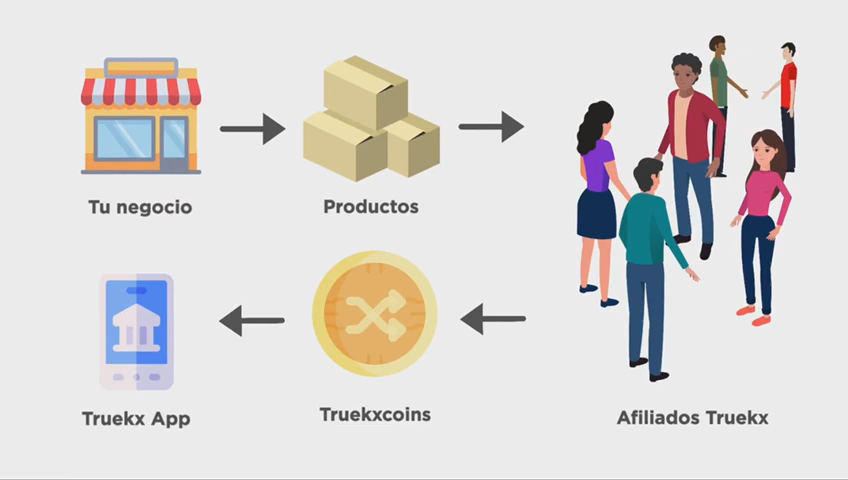 Tu negocio
Productos
Truekx App
Truekxcoins
Afiliados Truekx